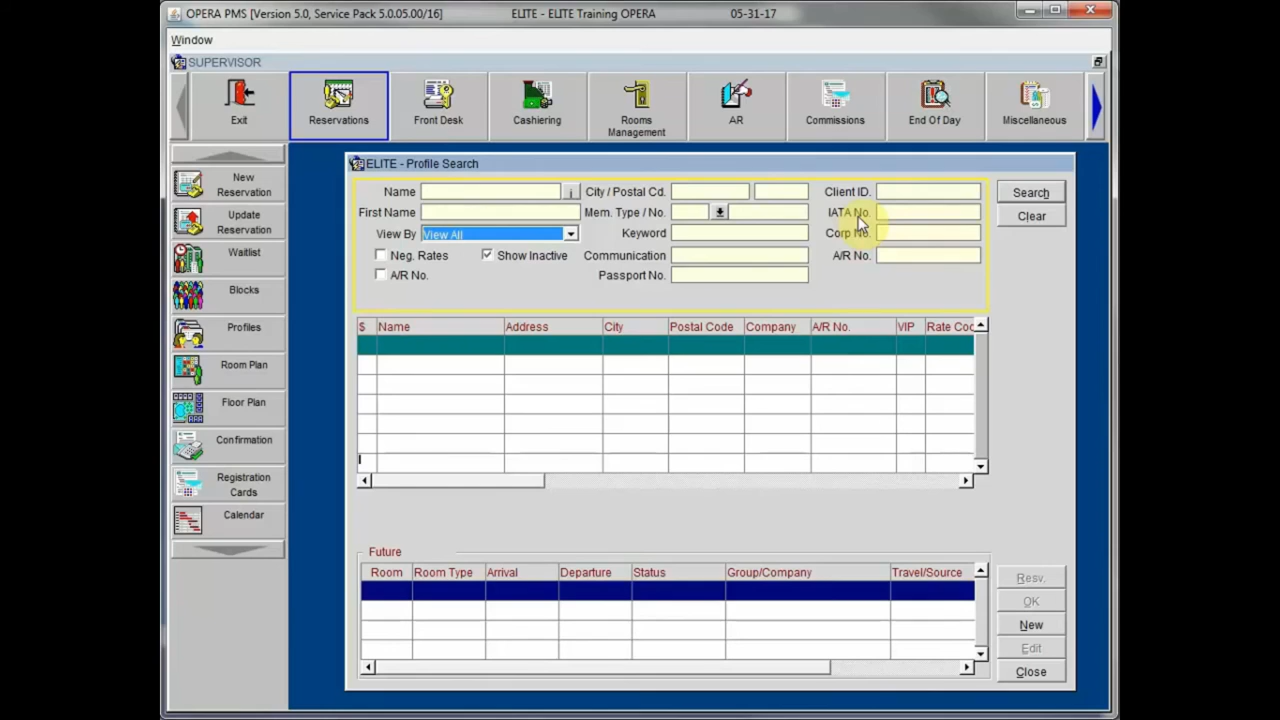 OPERA PMS [Version 5.0, Service Pack 5.0.05.00/16] ELITE - ELITE Training OPERA 05-31-17
Window
SUPERVISOR
Exit Reservations Front Desk Cashiering Rooms Management AR Commissions End Of Day Miscellaneous
New Reservation
Update Reservation
Waitlist
Blocks
Profiles
Room Plan
Floor Plan
Confirmation
Registration Cards
Calendar
ELITE - Profile Search
Name City / Postal Cd. Client ID. Search
First Name Mem. Type / No. IATA No. Clear
View By View All Keyword Corp No.
Neg. Rates Show Inactive Communication A/R No.
A/R No. Passport No.
$ Name Address City Postal Code Company A/R No. VIP Rate Coc
Future
Room Room Type Arrival Departure Status Group/Company Travel/Source
Resv.
OK
New
Edit
Close